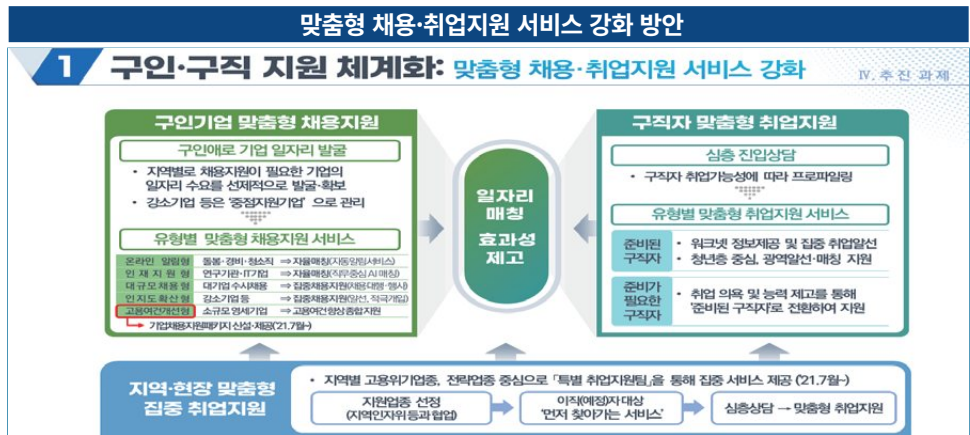 맞춤형 채용·취업지원 서비스 강화 방안
1 구인·구직 지원 체계화: 맞춤형 채용·취업지원 서비스 강화
Ⅳ. 추진 과제
구인기업 맞춤형 채용지원
구인애로 기업 일자리 발굴
• 지역별로 채용지원이 필요한 기업의
일자리 수요를 선제적으로 발굴·확보
• 강소기업 등은 '중점지원기업' 으로 관리
유형별 맞춤형 채용지원 서비스
온라인 알림형 돌봄·경비·청소직 ⇒ 자율매칭(자동알림서비스)
인재지원형 연구기관·IT기업 ⇒ 자율매칭(직무중심 AI 매칭)
대규모채용형 대기업 수시채용 ⇒ 집중채용지원(채용대행·행사)
인지도확산형 강소기업 등 ⇒ 집중채용지원(알선, 적극개입)
고용여건개선형 소규모 영세기업 ⇒ 고용여건향상 종합지원
기업채용지원패키지 신설·제공('21.7월~)
일자리
매칭
효과성
제고
구직자 맞춤형 취업지원
심층 진입상담
• 구직자 취업가능성에 따라 프로파일링
유형별 맞춤형 취업지원 서비스
준비된
구직자
• 워크넷 정보제공 및 집중 취업알선
• 청년층 중심, 광역알선·매칭 지원
준비가
필요한
구직자
• 취업 의욕 및 능력 제고를 통해
'준비된 구직자'로 전환하여 지원
지역·현장 맞춤형
집중 취업지원
• 지역별 고용위기업종, 전략업종 중심으로 「특별 취업지원팀」을 통해 집중 서비스 제공 ('21.7월~)
지원업종 선정
(지역인자위 등과 협업)
이직(예정)자 대상
'먼저 찾아가는 서비스'
심층상담 → 맞춤형 취업지원